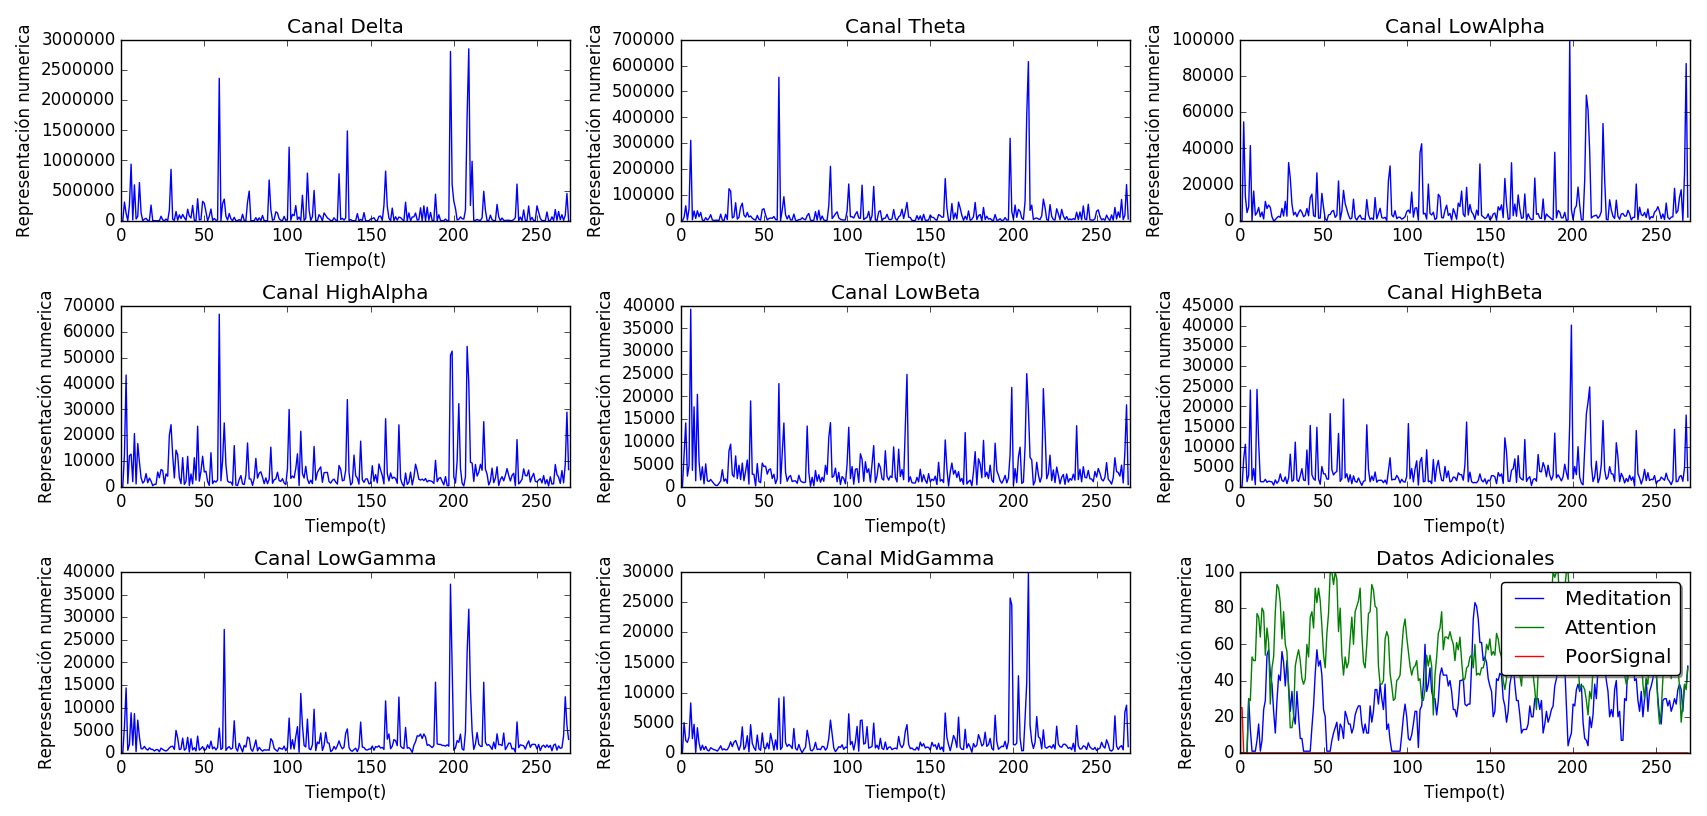 Canal Delta
Representación numerica
3000000
2500000
2000000
1500000
1000000
500000
0
0 50 100 150 200 250
Tiempo(t)
Canal Theta
Representación numerica
700000
600000
500000
400000
300000
200000
100000
0
0 50 100 150 200 250
Tiempo(t)
Canal LowAlpha
Representación numerica
100000
80000
60000
40000
20000
0
0 50 100 150 200 250
Tiempo(t)
Canal HighAlpha
Representación numerica
70000
60000
50000
40000
30000
20000
10000
0
0 50 100 150 200 250
Tiempo(t)
Canal LowBeta
Representación numerica
40000
35000
30000
25000
20000
15000
10000
5000
0
0 50 100 150 200 250
Tiempo(t)
Canal HighBeta
Representación numerica
45000
40000
35000
30000
25000
20000
15000
10000
5000
0
0 50 100 150 200 250
Tiempo(t)
Canal LowGamma
Representación numerica
40000
35000
30000
25000
20000
15000
10000
5000
0
0 50 100 150 200 250
Tiempo(t)
Canal MidGamma
Representación numerica
30000
25000
20000
15000
10000
5000
0
0 50 100 150 200 250
Tiempo(t)
Datos Adicionales
Representación numerica
100
80
60
40
20
0
0 50 100 150 200 250
Tiempo(t)
Meditation
Attention
PoorSignal